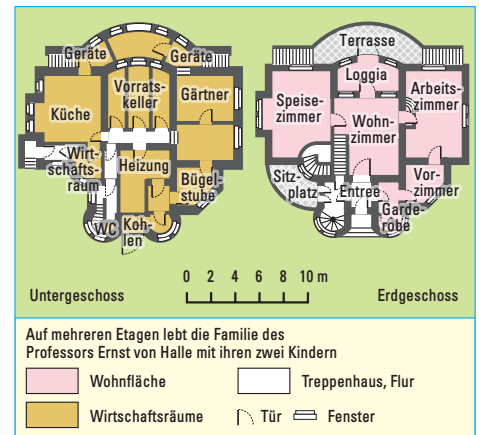 Geräte
Geräte
Vorrats-
keller
Gärtner
Küche
Wirt-
schafts-
raum
Heizung
Bügel-
stube
WC
Koh-
len
Terrasse
Loggia
Arbeits-
zimmer
Speise-
zimmer
Wohn-
zimmer
Sitz-
platz
Entree
Vor-
zimmer
Garde-
robe
0 2 4 6 8 10 m
Untergeschoss
Erdgeschoss
Auf mehreren Etagen lebt die Familie des
Professors Ernst von Halle mit ihren zwei Kindern
Wohnfläche
Treppenhaus, Flur
Wirtschaftsräume
Tür
Fenster